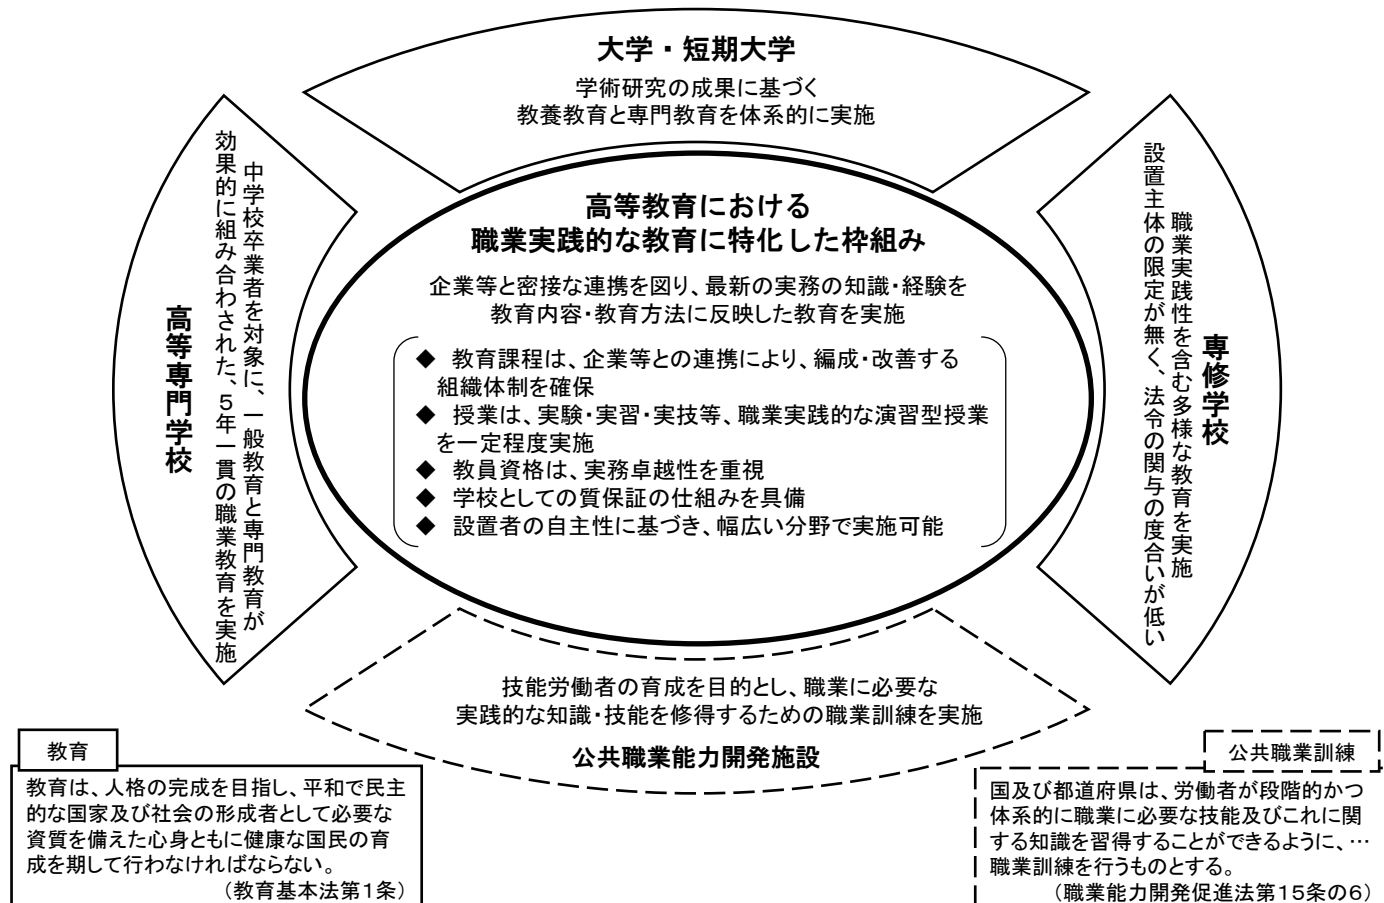 大学・短期大学
学術研究の成果に基づく
教養教育と専門教育を体系的に実施
高等専門学校
中学校卒業者を対象に、一般教育と専門教育が
効果的に組み合わされた、5年一貫の職業教育を実施
高等教育における
職業実践的な教育に特化した枠組み
企業等と密接な連携を図り、最新の実務の知識・経験を
教育内容・教育方法に反映した教育を実施
◆ 教育課程は、企業等との連携により、編成・改善する
組織体制を確保
◆ 授業は、実験・実習・実技等、職業実践的な演習型授業
を一定程度実施
◆ 教員資格は、実務卓越性を重視
◆ 学校としての質保証の仕組みを具備
◆ 設置者の自主性に基づき、幅広い分野で実施可能
専修学校
職業実践性を含む多様な教育を実施
設置主体の限定が無く、法令の関与の度合いが低い
技能労働者の育成を目的とし、職業に必要な
実践的な知識・技能を修得するための職業訓練を実施
公共職業能力開発施設
教育
教育は、人格の完成を目指し、平和で民主
的な国家及び社会の形成者として必要な
資質を備えた心身ともに健康な国民の育
成を期して行わなければならない。
（教育基本法第1条）
公共職業訓練
国及び都道府県は、労働者が段階的かつ
体系的に職業に必要な技能及びこれに関
する知識を習得することができるように、…
職業訓練を行うものとする。
（職業能力開発促進法第15条の6）